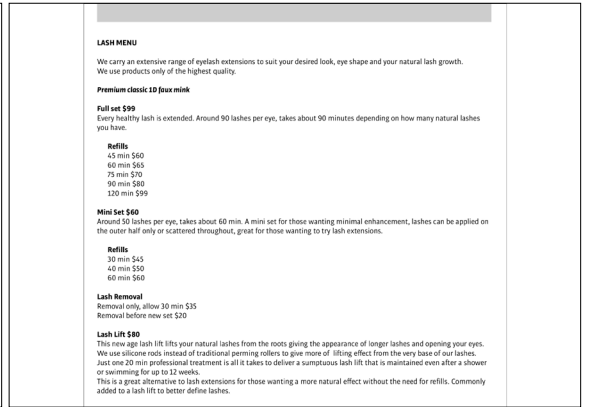 LASH MENU
We carry an extensive range of eyelash extensions to suit your desired look, eye shape and your natural lash growth.
We use products only of the highest quality.
Premium classic 1D faux mink
Full set $99
Every healthy lash is extended. Around 90 lashes per eye, takes about 90 minutes depending on how many natural lashes
you have.
Refills
45 min $60
60 min $65
75 min $70
90 min $80
120 min $99
Mini Set $60
Around 50 lashes per eye, takes about 60 min. A mini set for those wanting minimal enhancement, lashes can be applied on
the outer half only or scattered throughout, great for those wanting to try lash extensions.
Refills
30 min $45
40 min $50
60 min $60
Lash Removal
Removal only, allow 30 min $35
Removal before new set $20
Lash Lift $80
This new age lash lift lifts your natural lashes from the roots giving the appearance of longer lashes and opening your eyes.
We use silicone rods instead of traditional perming rollers to give more of lifting effect from the very base of our lashes.
Just one 20 min professional treatment is all it takes to deliver a sumptuous lash lift that is maintained even after a shower
or swimming for up to 12 weeks.
This is a great alternative to lash extensions for those wanting a more natural effect without the need for refills. Commonly
added to a lash lift to better define lashes.